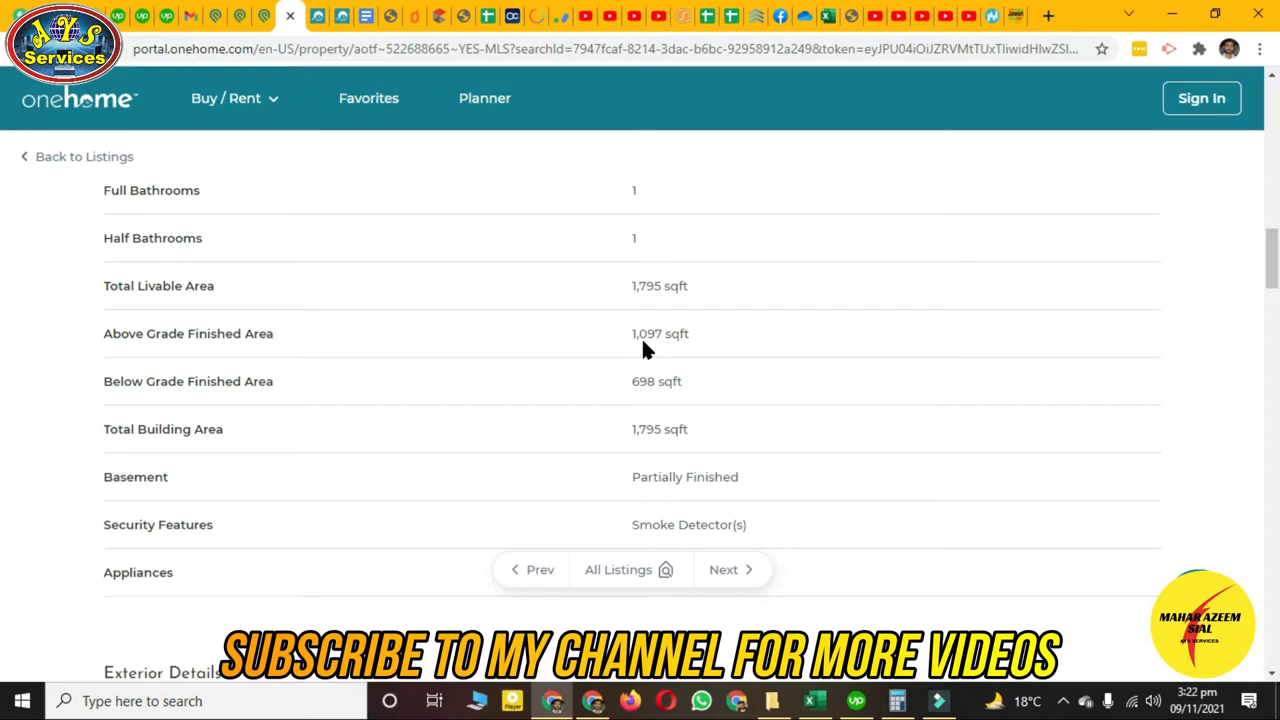 AYS
Services
portal.onehome.com/en-US/property/aotf~522688665~YES-MLS?searchId=7947fcaf-8214-3dac-b6bc-92958912a249&token=eyJPU04iOiJZRVMtTUxTIiwidHlwZSI...
onehome™
Buy / Rent
Favorites
Planner
Sign In
Back to Listings
Full Bathrooms 1
Half Bathrooms 1
Total Livable Area 1,795 sqft
Above Grade Finished Area 1,097 sqft
Below Grade Finished Area 698 sqft
Total Building Area 1,795 sqft
Basement Partially Finished
Security Features Smoke Detector(s)
Prev All Listings Next
Appliances
MAHAR AZEEM
SIAL
AYS SERVICES
Exterior Details
SUBSCRIBE TO MY CHANNEL FOR MORE VIDEOS
Type here to search
18°C
3:22 pm
09/11/2021